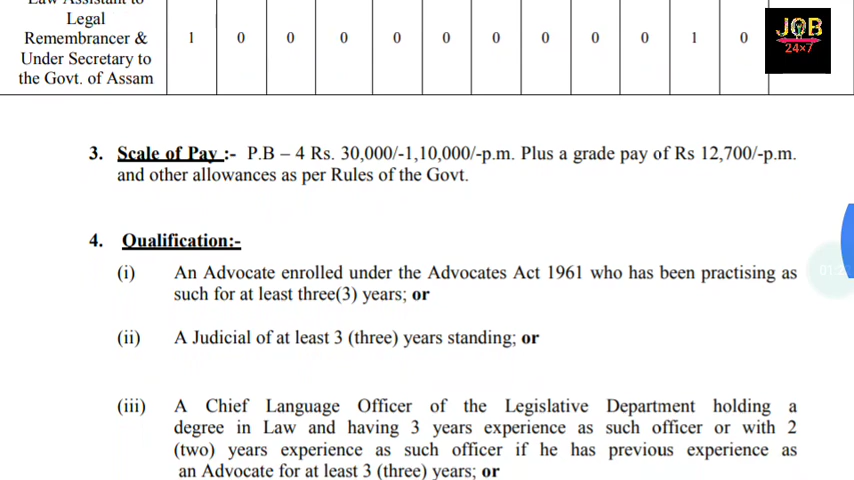 Law Assistant to
Legal
Remembrancer &
Under Secretary to
the Govt. of Assam
1 0 0 0 0 0 0 0 0 0 1 0
JOB
24×7
3. Scale of Pay :- P.B – 4 Rs. 30,000/-1,10,000/-p.m. Plus a grade pay of Rs 12,700/-p.m.
and other allowances as per Rules of the Govt.
4. Qualification:-
(i) An Advocate enrolled under the Advocates Act 1961 who has been practising as
such for at least three(3) years; or
(ii) A Judicial of at least 3 (three) years standing; or
(iii) A Chief Language Officer of the Legislative Department holding a
degree in Law and having 3 years experience as such officer or with 2
(two) years experience as such officer if he has previous experience as
an Advocate for at least 3 (three) years; or